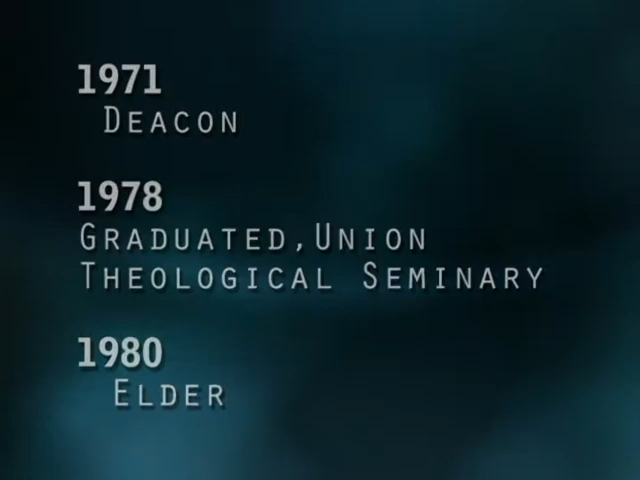 1971
DEACON
1978
GRADUATED, UNION
THEOLOGICAL SEMINARY
1980
ELDER